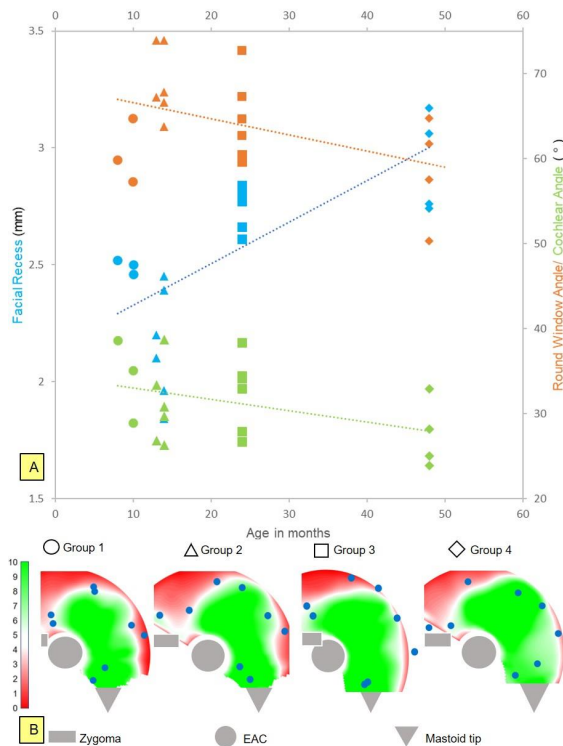 0 10 20 30 40 50 60
3.5
3
2.5
2
1.5
Facial Recess (mm)
70
60
50
40
30
20
Round Window Angle/ Cochlear Angle (°)
A
0 10 20 30 40 50 60
Age in months
Group 1 Group 2 Group 3 Group 4
10
9
8
7
6
5
4
3
2
1
0
B
Zygoma EAC Mastoid tip